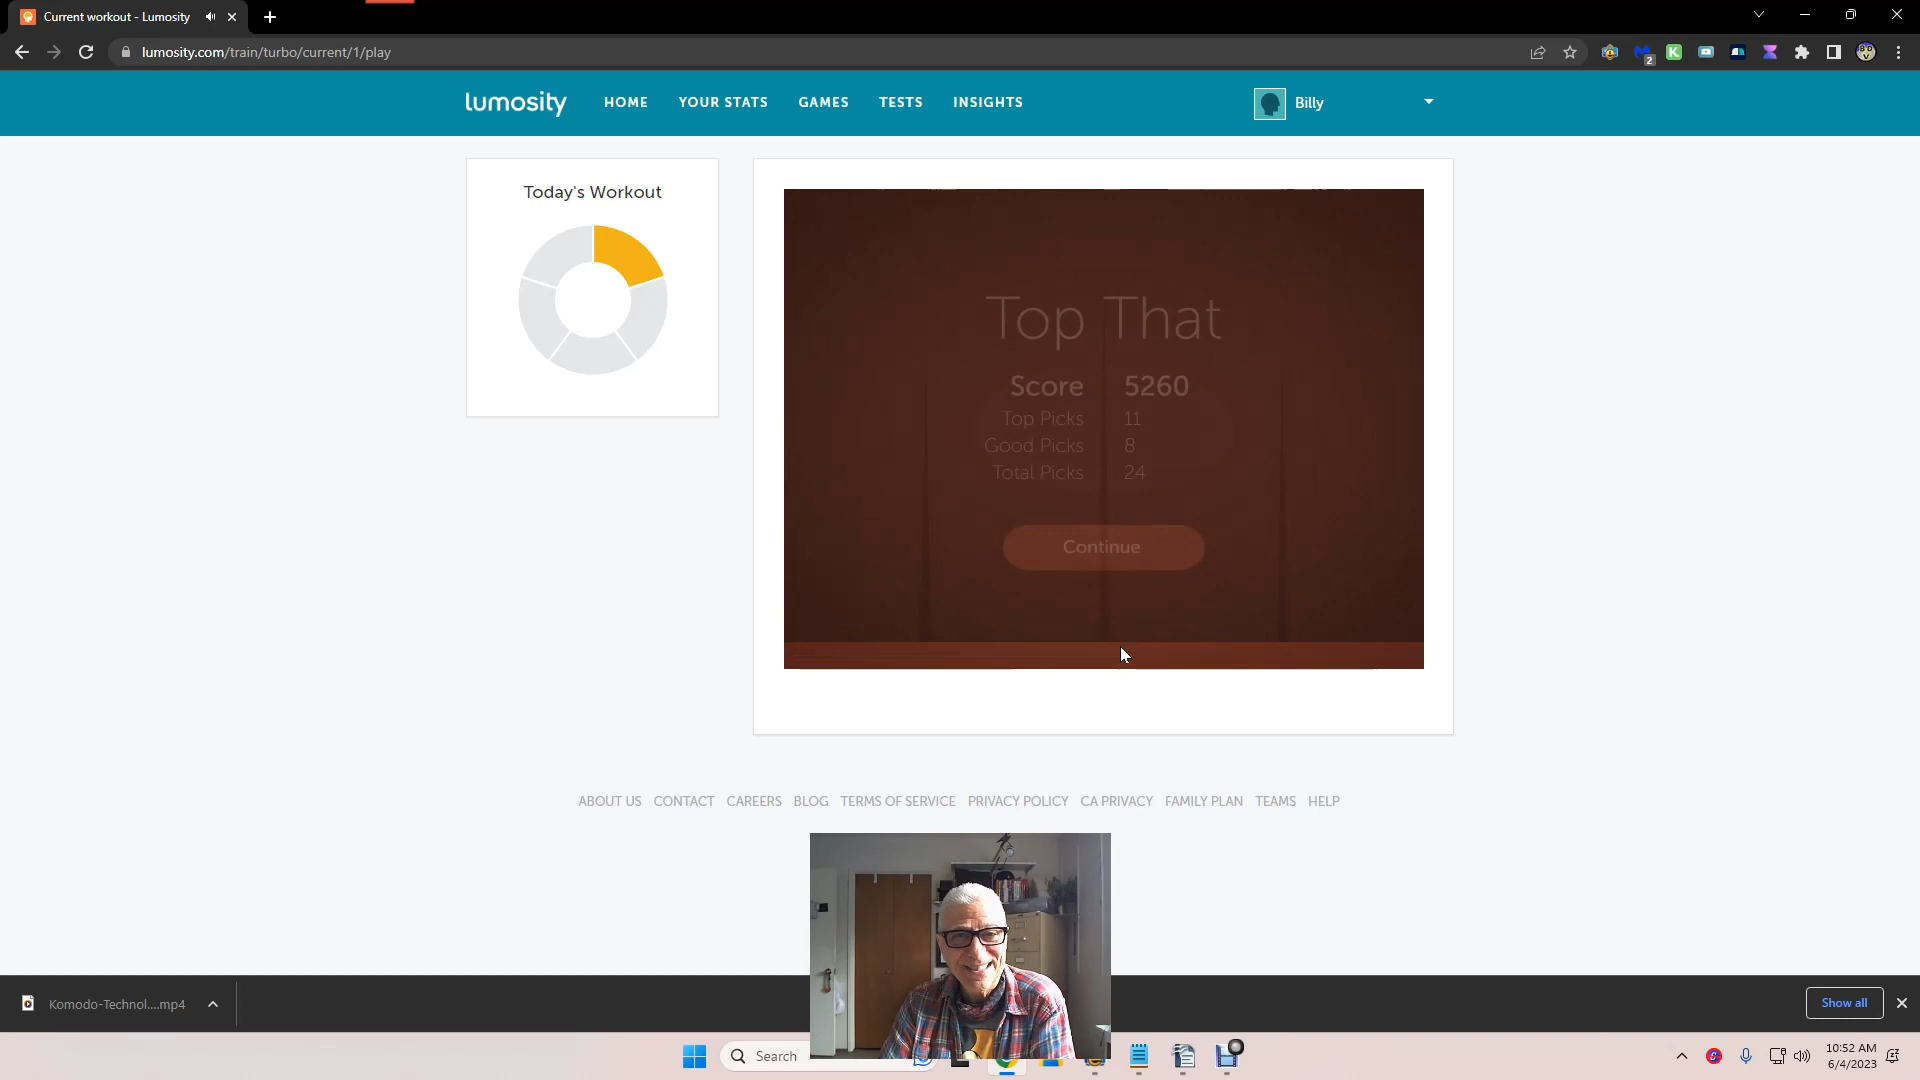 Current workout - Lumosity
lumosity.com/train/turbo/current/1/play
2
lumosity HOME YOUR STATS GAMES TESTS INSIGHTS Billy
Today's Workout
Top That
Score 5260
Top Picks 11
Good Picks 8
Total Picks 24
Continue
ABOUT US CONTACT CAREERS BLOG TERMS OF SERVICE PRIVACY POLICY CA PRIVACY FAMILY PLAN TEAMS HELP
Komodo-Technol....mp4
Show all
Search
10:52 AM
6/4/2023